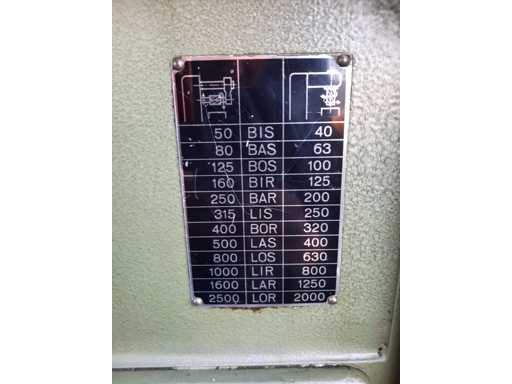 50 BIS 40
80 BAS 63
125 BOS 100
160 BIR 125
250 BAR 200
315 LIS 250
400 BOR 320
500 LAS 400
800 LOS 630
1000 LIR 800
1600 LAR 1250
2500 LOR 2000